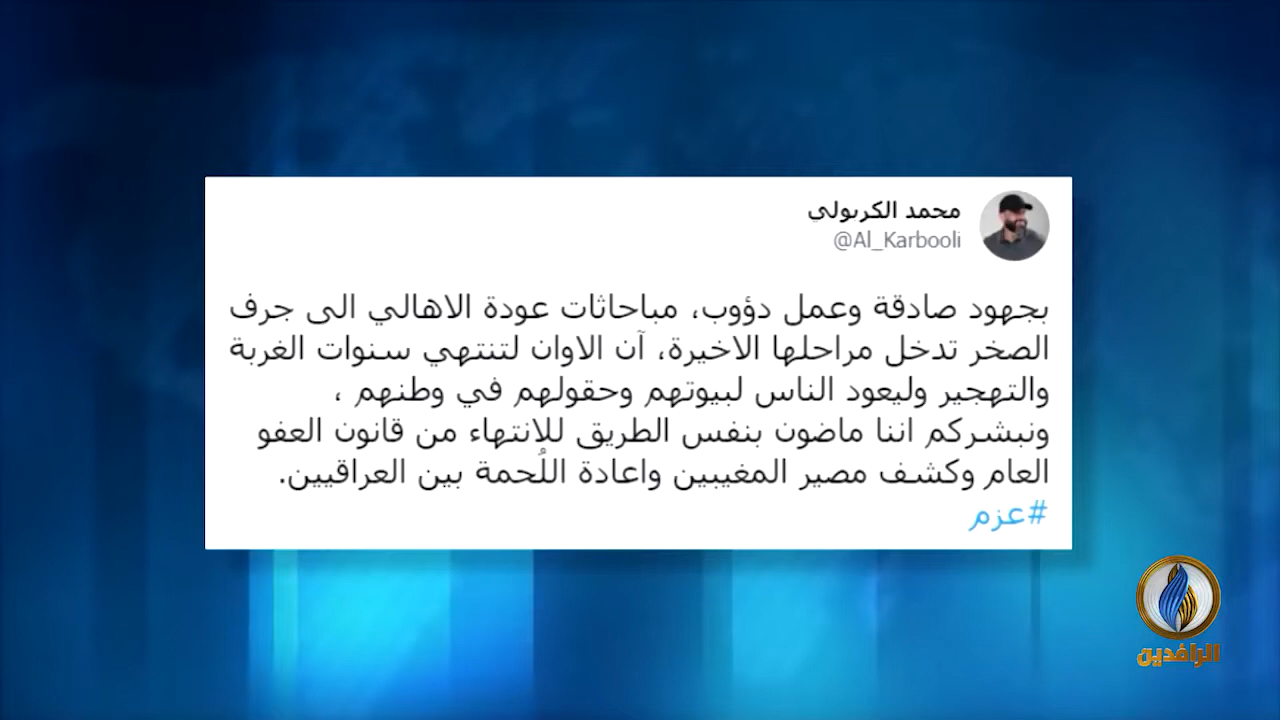 محمد الكربولي
@Al_Karbooli
بجهود صادقة وعمل دؤوب، مباحاثات عودة الاهالي الى جرف
الصخر تدخل مراحلها الاخيرة، آن الاوان لتنتهي سنوات الغربة
والتهجير وليعود الناس لبيوتهم وحقولهم في وطنهم ،
ونبشركم اننا ماضون بنفس الطريق للانتهاء من قانون العفو
العام وكشف مصير المغيبين واعادة اللُحمة بين العراقيين.
#عزم
الرافدين